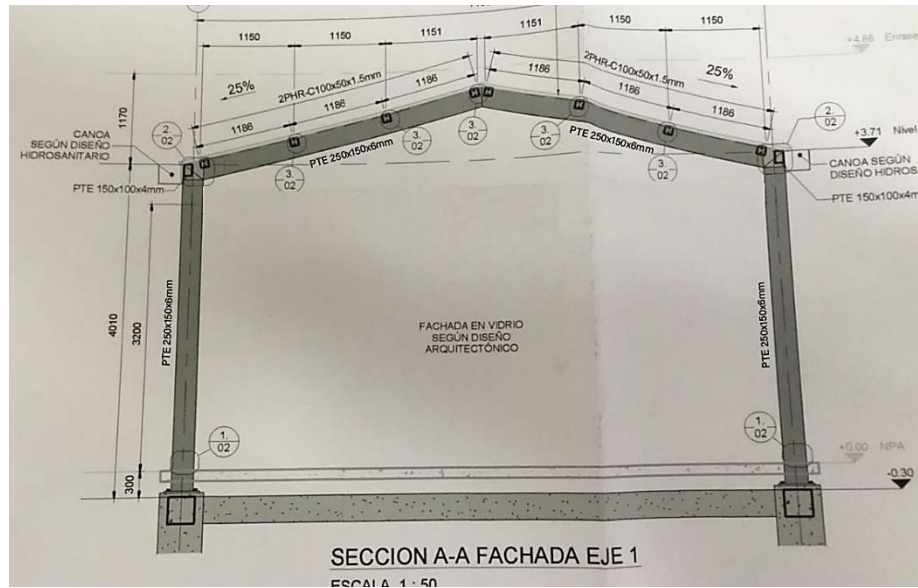 1150
1150
1151
1151
1150
1150
+4.88 Enrase
25%
2PHR-C100x50x1.5mm
2PHR-C100x50x1.5mm
25%
1170
1186
1186
1186
1186
1186
1186
CANOA
SEGÚN DISEÑO
HIDROSANITARIO
2.
02
3.
02
3.
02
3.
02
3.
02
3.
02
2.
02
+3.71 Nivel
CANOA SEGÚN
DISEÑO HIDROS
PTE 250x150x6mm
PTE 250x150x6mm
PTE 150x100x4mm
PTE 150x100x4m
4010
3200
PTE 250x150x6mm
PTE 250x150x6mm
FACHADA EN VIDRIO
SEGÚN DISEÑO
ARQUITECTÓNICO
1.
02
1.
02
+0.00 NPA
300
-0.30
SECCION A-A FACHADA EJE 1
ESCALA 1 : 50